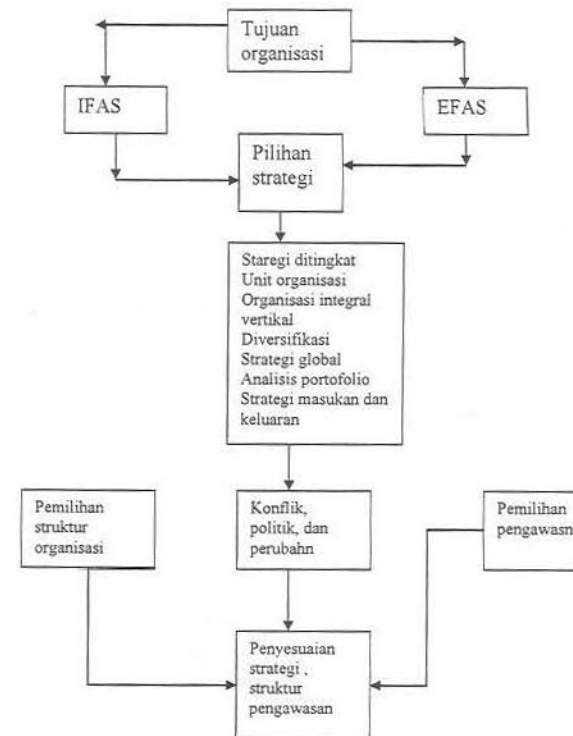 Tujuan
organisasi
IFAS
EFAS
Pilihan
strategi
Staregi ditingkat
Unit organisasi
Organisasi integral
vertikal
Diversifikasi
Strategi global
Analisis portofolio
Strategi masukan dan
keluaran
Pemilihan
struktur
organisasi
Konflik,
politik, dan
perubahn
Pemilihan
pengawasn
Penyesuaian
strategi ,
struktur
pengawasan